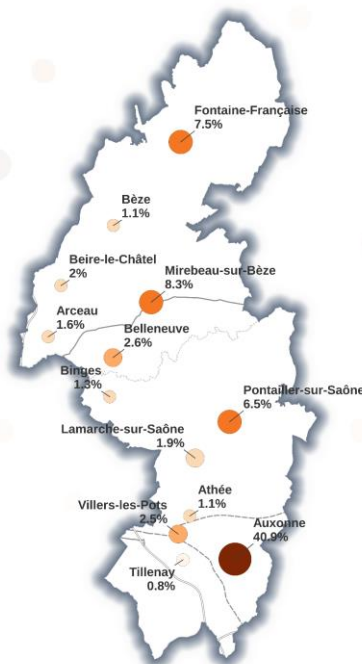 Fontaine-Française
7.5%
Bèze
1.1%
Beire-le-Châtel
2%
Mirebeau-sur-Bèze
8.3%
Arceau
1.6%
Belleneuve
2.6%
Binges
1.3%
Pontailler-sur-Saône
6.5%
Lamarche-sur-Saône
1.9%
Athée
1.1%
Villers-les-Pots
2.5%
Auxonne
40.9%
Tillenay
0.8%